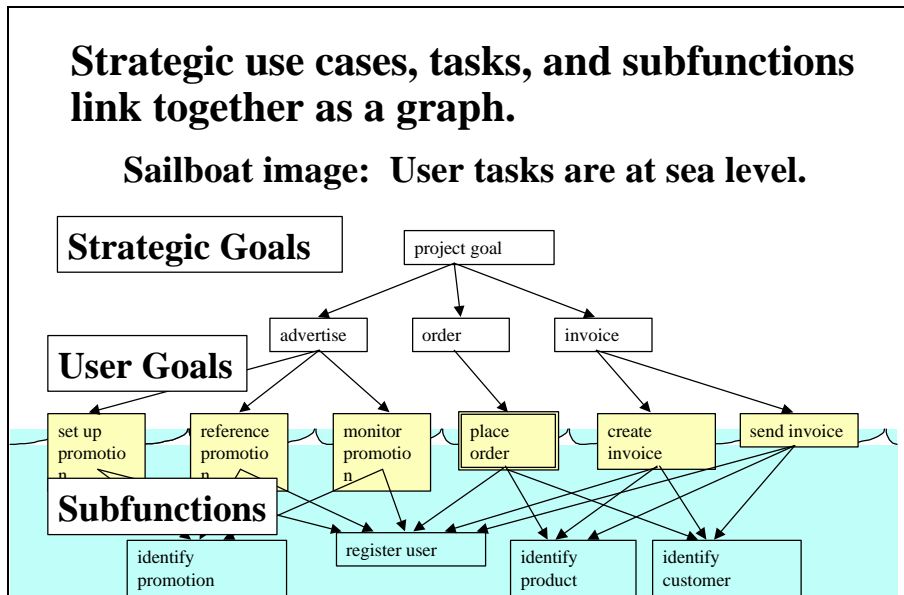 Strategic use cases, tasks, and subfunctions
link together as a graph.
Sailboat image:  User tasks are at sea level.
Strategic Goals
project goal
advertise
order
invoice
User Goals
set up
promotio
n
reference
promotio
n
monitor
promotio
n
place
order
create
invoice
send invoice
Subfunctions
identify
promotion
register user
identify
product
identify
customer